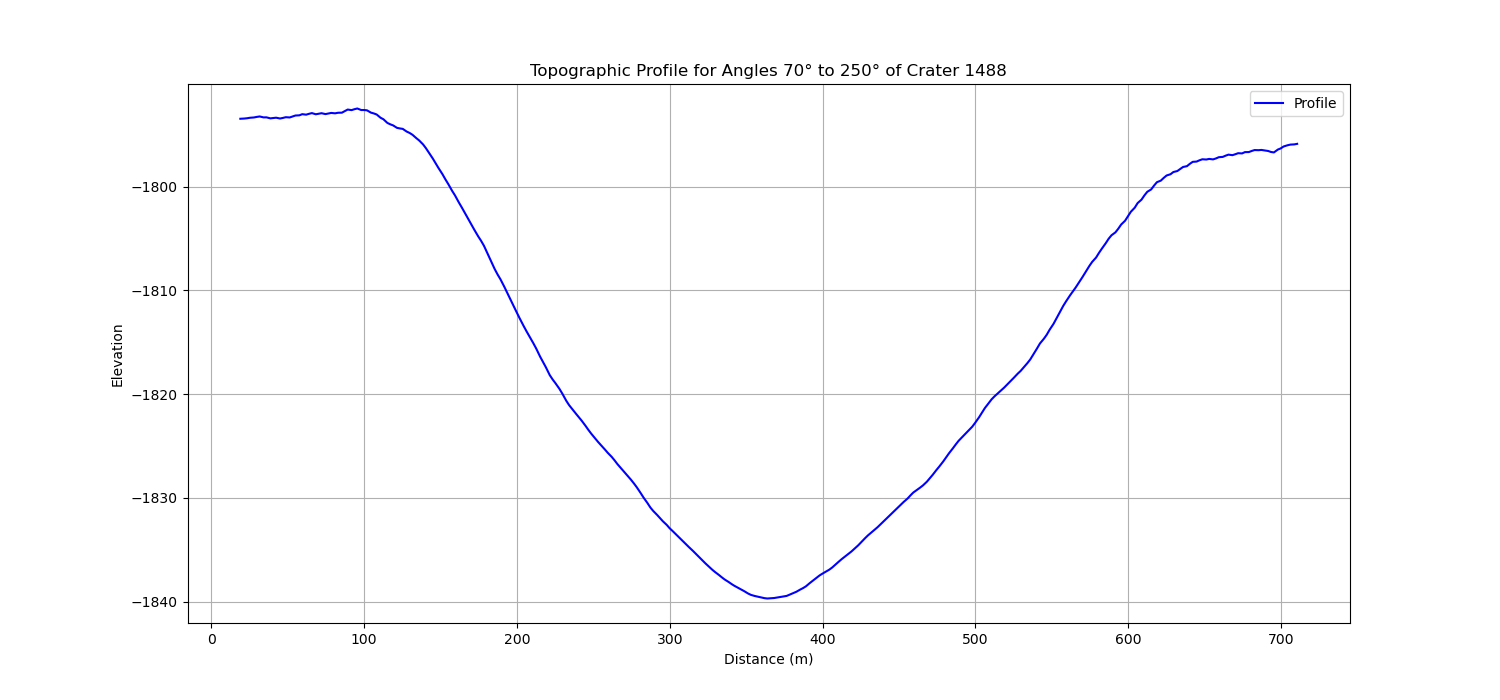 Topographic Profile for Angles 70° to 250° of Crater 1488
Profile
Elevation
−1800
−1810
−1820
−1830
−1840
0 100 200 300 400 500 600 700
Distance (m)